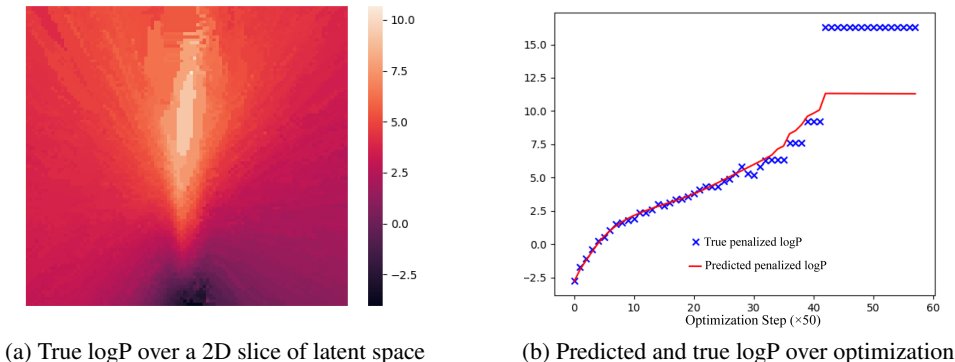 10.0
7.5
5.0
2.5
0.0
−2.5
15.0
12.5
10.0
7.5
5.0
2.5
0.0
−2.5
True penalized logP
Predicted penalized logP
0 10 20 30 40 50 60
Optimization Step (×50)
(a) True logP over a 2D slice of latent space
(b) Predicted and true logP over optimization